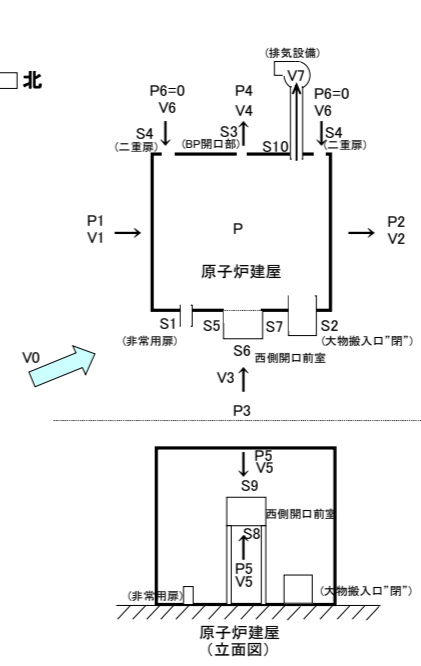 北
(排気設備)
V7
P6=0
V6
P4
V4
P6=0
V6
S4
(二重扉)
S3
(BP開口部)
S10
S4
(二重扉)
P1
V1
P
P2
V2
原子炉建屋
S1
(非常用扉)
S5
S7
S2
(大物搬入口"閉")
S6
西側開口前室
V0
V3
P3
P5
V5
S9
西側開口前室
S8
P5
V5
(非常用扉)
(大物搬入口"閉")
原子炉建屋
(立面図)